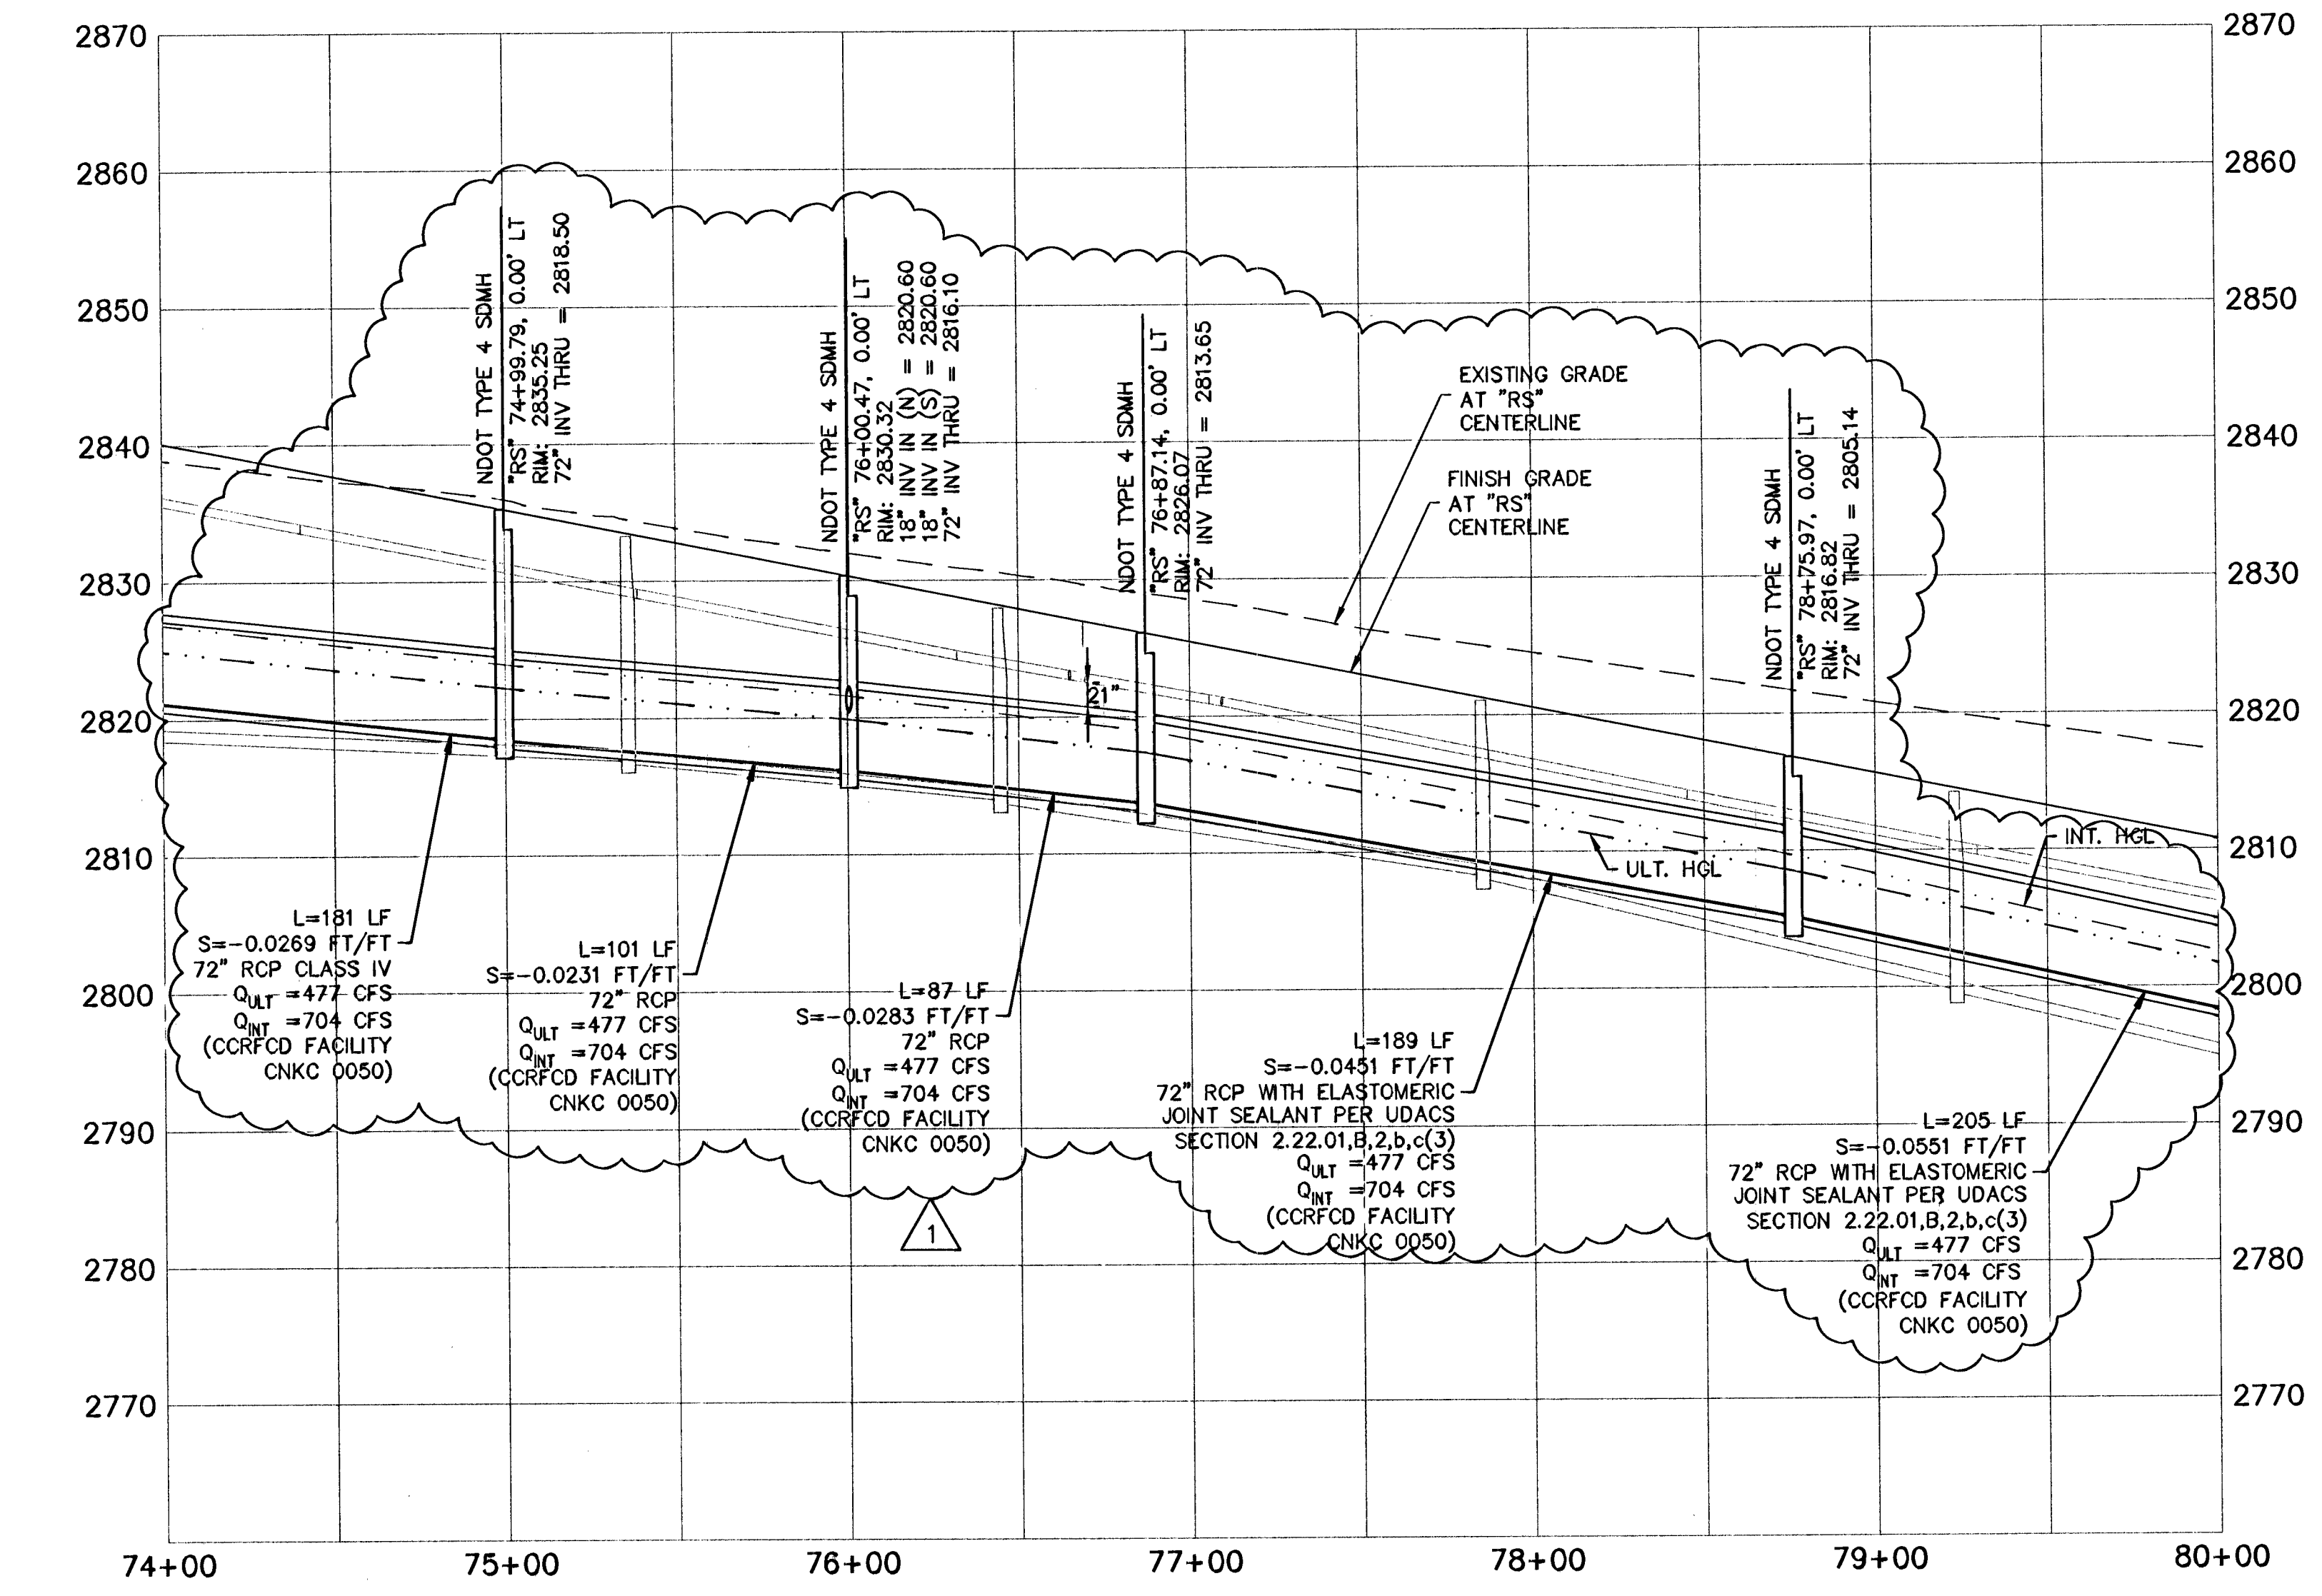 2870
2860
2850
2840
2830
2820
2810
2800
2790
2780
2770
2870
2860
2850
2840
2830
2820
2810
2800
2790
2780
2770
NDOT TYPE 4 SDMH
"RS" 74+99.79, 0.00' LT
RIM: 2835.25
72" INV THRU = 2818.50
NDOT TYPE 4 SDMH
"RS" 76+00.47, 0.00' LT
RIM: 2830.32
18" INV IN (N) = 2820.60
18" INV IN (S) = 2820.60
72" INV THRU = 2816.10
NDOT TYPE 4 SDMH
"RS" 76+87.14, 0.00' LT
RIM: 2826.07
72" INV THRU = 2813.65
EXISTING GRADE
AT "RS"
CENTERLINE
FINISH GRADE
AT "RS"
CENTERLINE
NDOT TYPE 4 SDMH
"RS" 78+75.97, 0.00' LT
RIM: 2816.82
72" INV THRU = 2805.14
21"
INT. HGL
ULT. HGL
L=181 LF
S=-0.0269 FT/FT
72" RCP CLASS IV
QULT =477 CFS
QINT =704 CFS
(CCRFCD FACILITY
CNKC 0050)
L=101 LF
S=-0.0231 FT/FT
72" RCP
QULT =477 CFS
QINT =704 CFS
(CCRFCD FACILITY
CNKC 0050)
L=87 LF
S=-0.0283 FT/FT
72" RCP
QULT =477 CFS
QINT =704 CFS
(CCRFCD FACILITY
CNKC 0050)
L=189 LF
S=-0.0451 FT/FT
72" RCP WITH ELASTOMERIC
JOINT SEALANT PER UDACS
SECTION 2.22.01,B,2,b,c(3)
QULT =477 CFS
QINT =704 CFS
(CCRFCD FACILITY
CNKC 0050)
L=205 LF
S=-0.0551 FT/FT
72" RCP WITH ELASTOMERIC
JOINT SEALANT PER UDACS
SECTION 2.22.01,B,2,b,c(3)
QULT =477 CFS
QINT =704 CFS
(CCRFCD FACILITY
CNKC 0050)
1
74+00
75+00
76+00
77+00
78+00
79+00
80+00